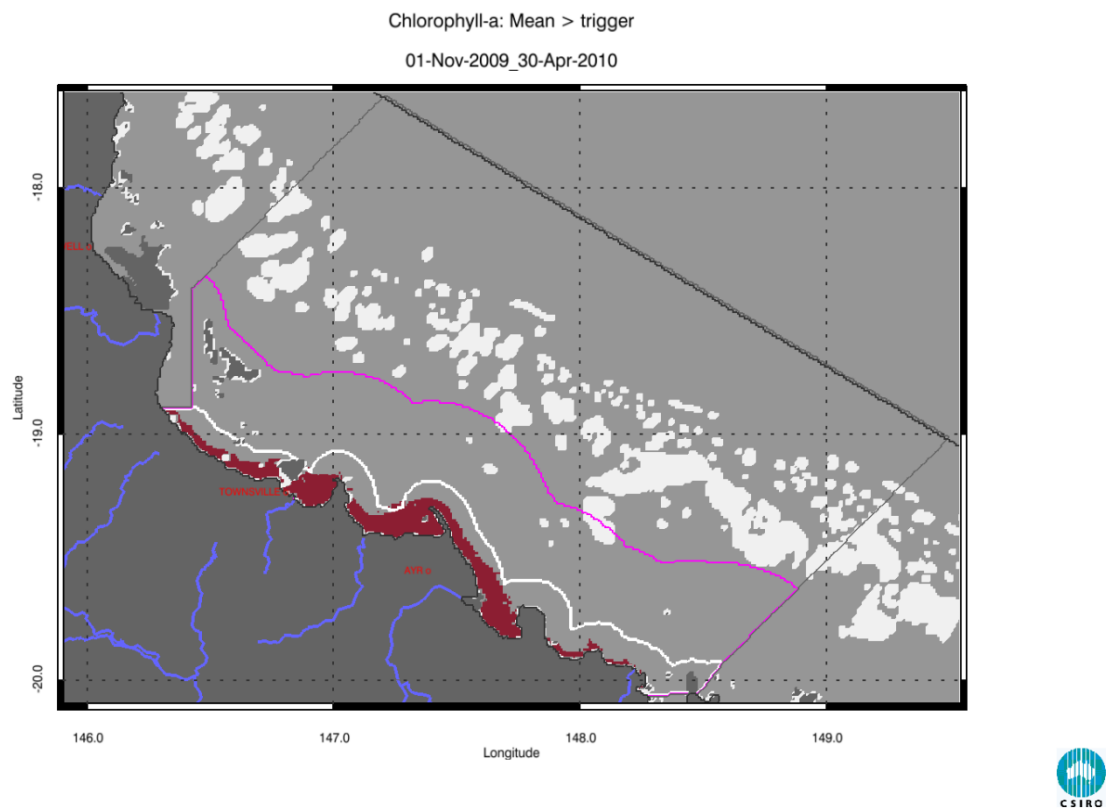 Chlorophyll-a: Mean > trigger
01-Nov-2009_30-Apr-2010
Latitude
-18.0
-19.0
-20.0
TOWNSVILLE
AYR
146.0
147.0
148.0
149.0
Longitude
CSIRO